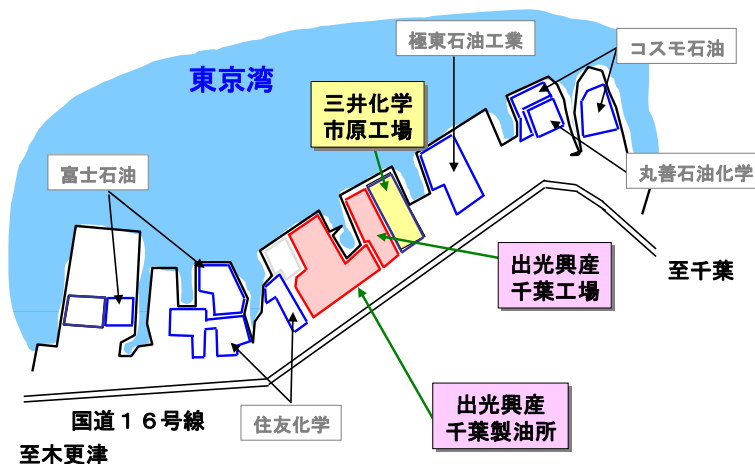 極東石油工業
コスモ石油
東京湾
三井化学
市原工場
富士石油
丸善石油化学
出光興産
千葉工場
至千葉
出光興産
千葉製油所
国道１６号線
住友化学
至木更津